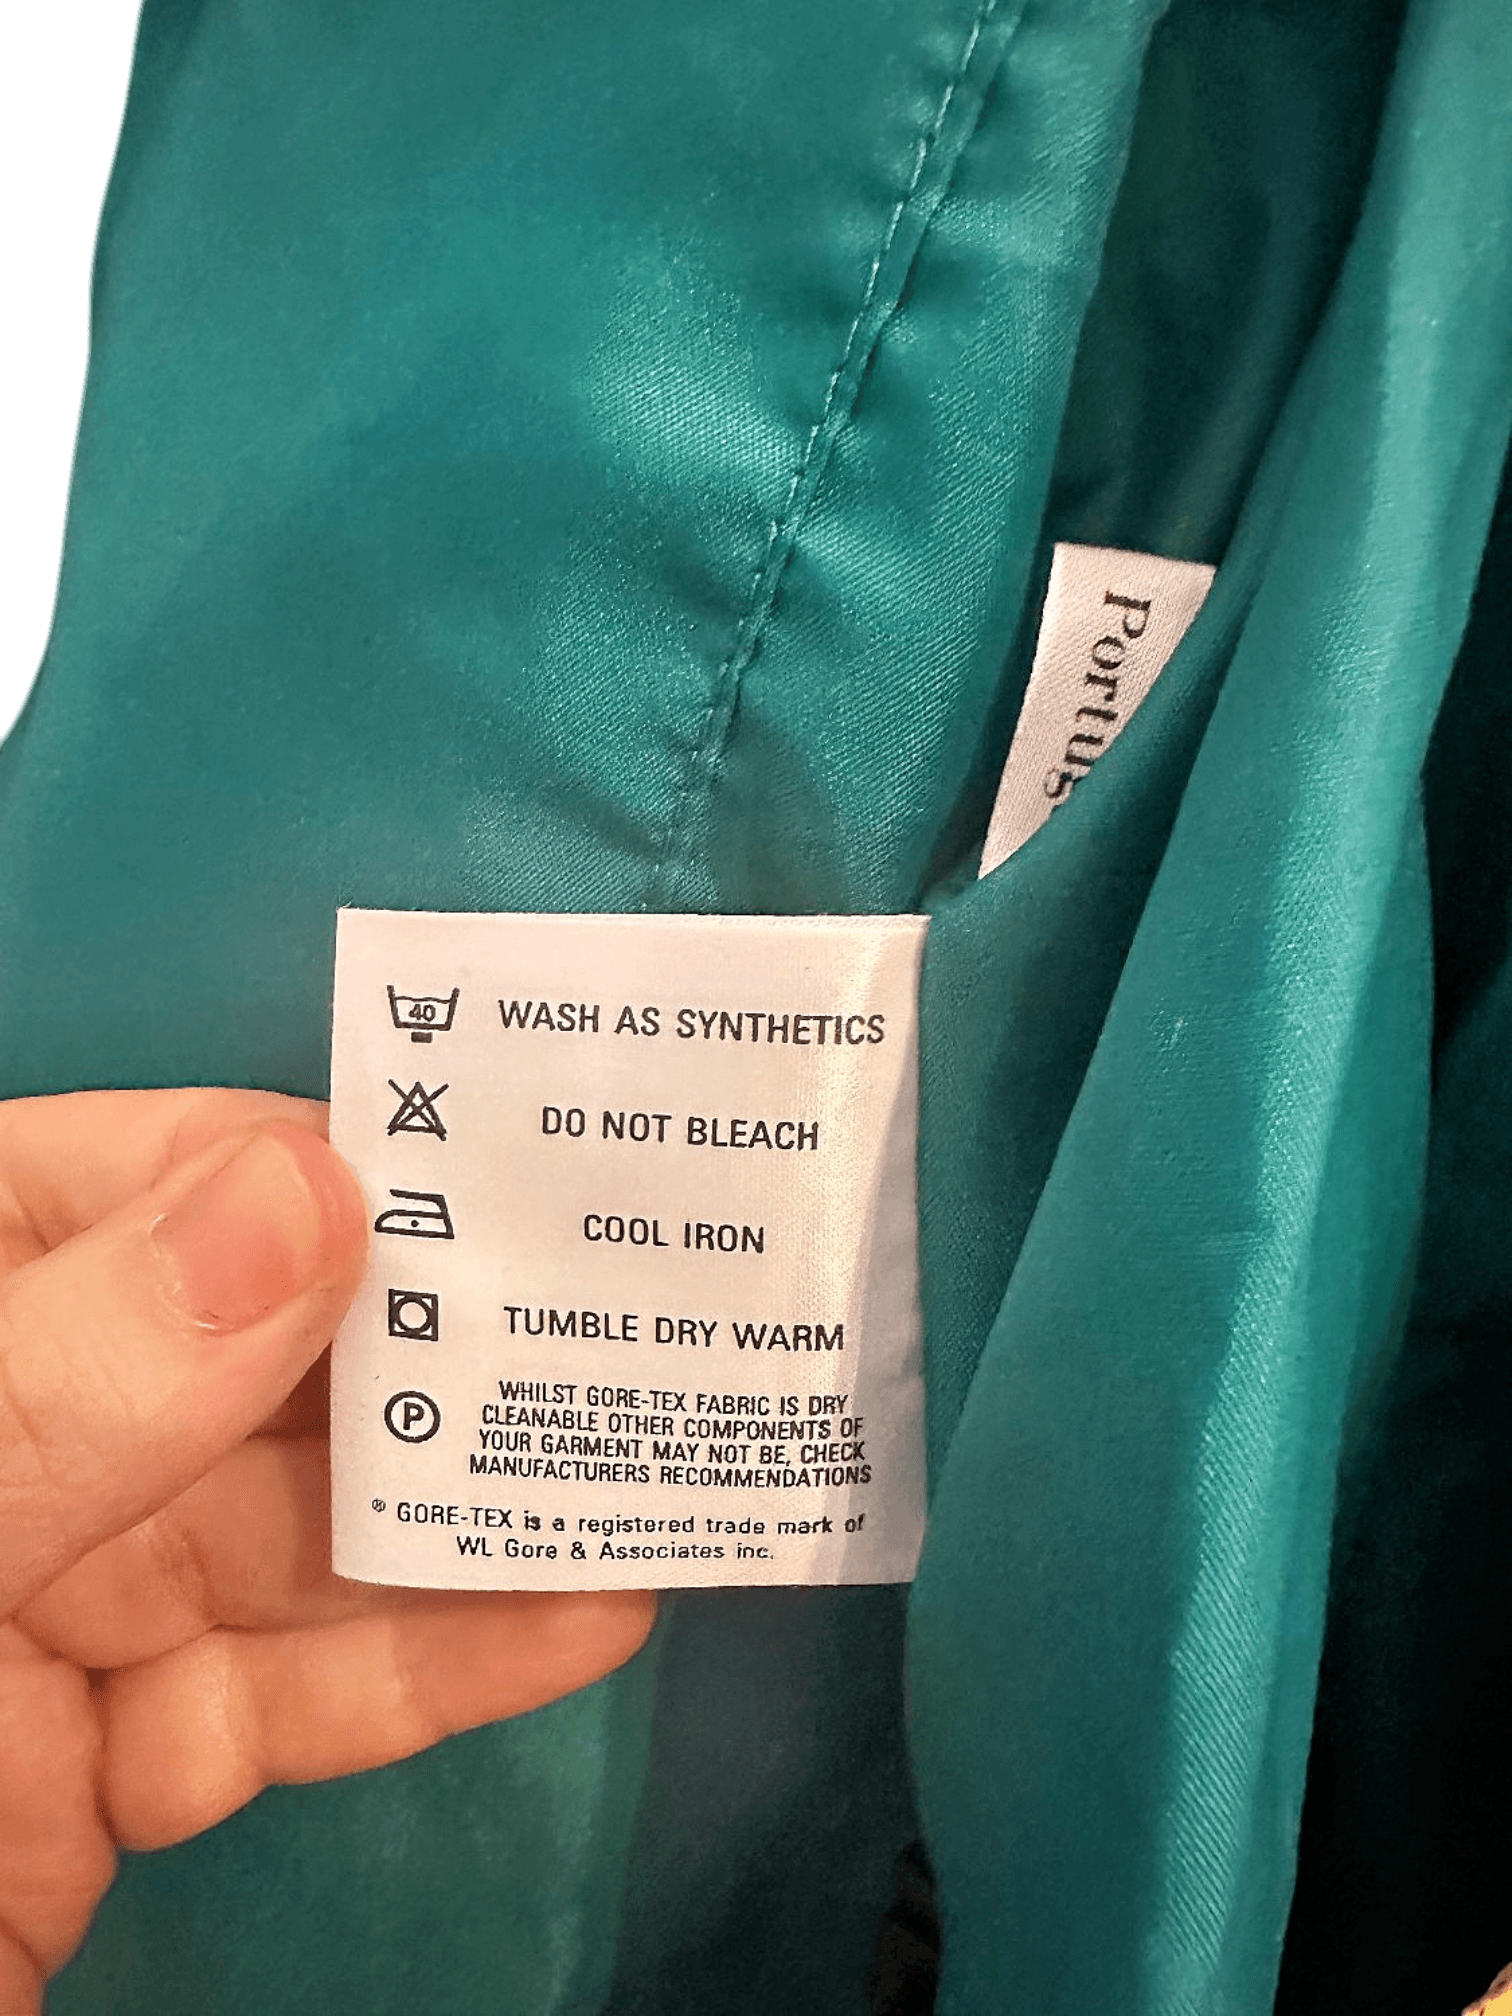 Portus
40 WASH AS SYNTHETICS
DO NOT BLEACH
COOL IRON
TUMBLE DRY WARM
P WHILST GORE-TEX FABRIC IS DRY
CLEANABLE OTHER COMPONENTS OF
YOUR GARMENT MAY NOT BE, CHECK
MANUFACTURERS RECOMMENDATIONS
® GORE-TEX is a registered trade mark of
WL Gore & Associates inc.